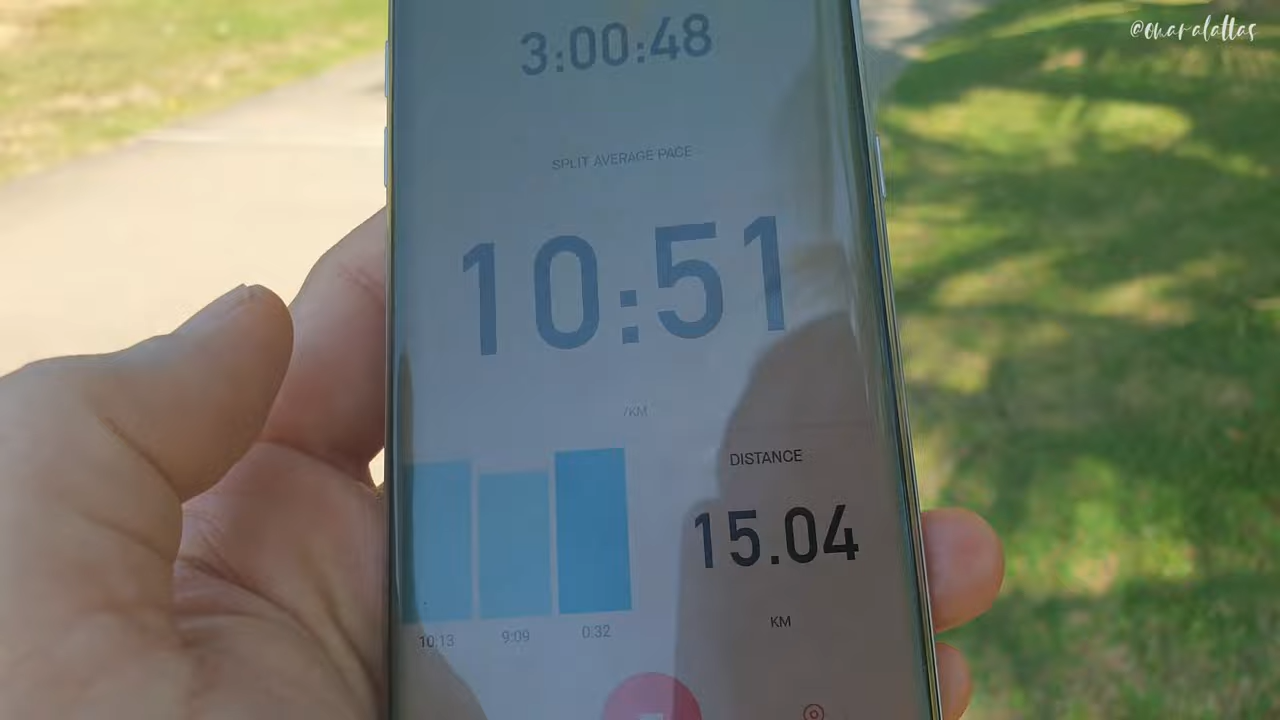 @omaralattas
3:00:48
SPLIT AVERAGE PACE
10:51
/KM
DISTANCE
15.04
KM
10:13
9:09
0:32